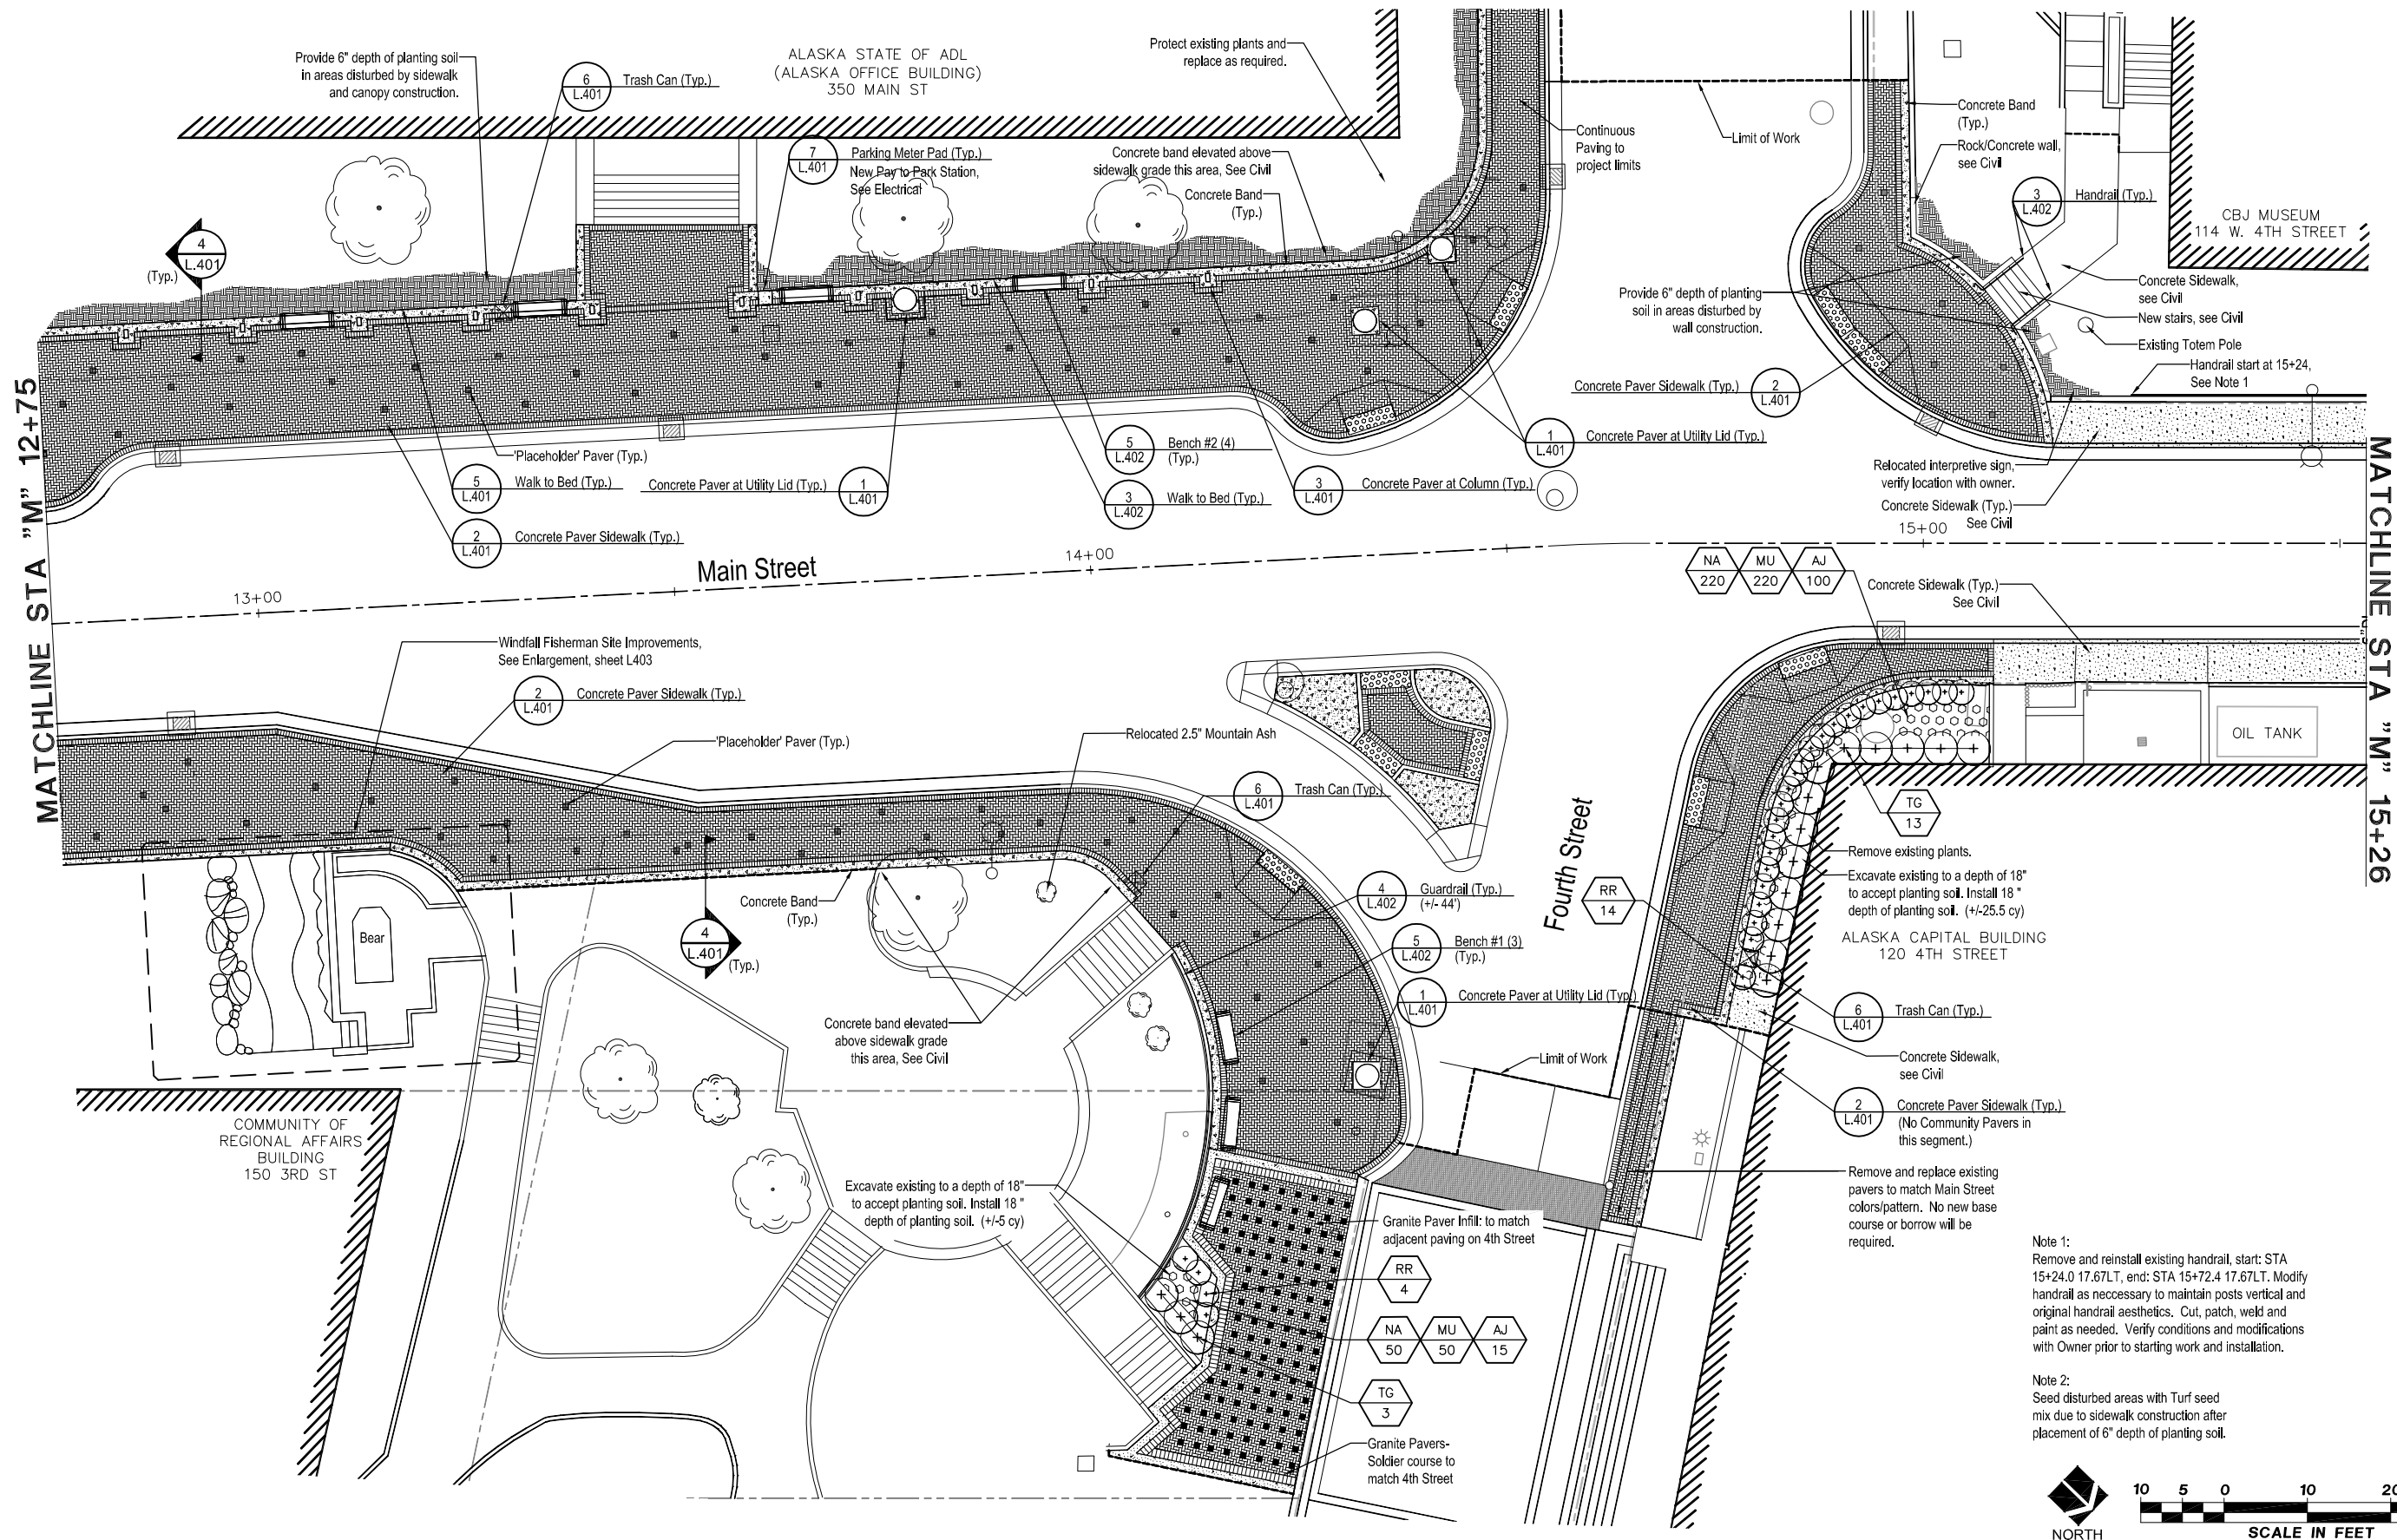 Provide 6" depth of planting soil
in areas disturbed by sidewalk
and canopy construction.
6
L.401
Trash Can (Typ.)
ALASKA STATE OF ADL
(ALASKA OFFICE BUILDING)
350 MAIN ST
Protect existing plants and
replace as required.
7
L.401
Parking Meter Pad (Typ.)
New Pay to Park Station,
See Electrical
Concrete band elevated above
sidewalk grade this area, See Civil
Concrete Band
(Typ.)
Continuous
Paving to
project limits
Limit of Work
Concrete Band
(Typ.)
Rock/Concrete wall,
see Civil
3
L.402
Handrail (Typ.)
CBJ MUSEUM
114 W. 4TH STREET
4
L.401
(Typ.)
Provide 6" depth of planting
soil in areas disturbed by
wall construction.
Concrete Sidewalk,
see Civil
New stairs, see Civil
Existing Totem Pole
Handrail start at 15+24,
See Note 1
Concrete Paver Sidewalk (Typ.)
2
L.401
MATCHLINE STA "M" 12+75
'Placeholder' Paver (Typ.)
5
L.401
Walk to Bed (Typ.)
Concrete Paver at Utility Lid (Typ.)
1
L.401
5
L.402
Bench #2 (4)
(Typ.)
3
L.402
Walk to Bed (Typ.)
3
L.401
Concrete Paver at Column (Typ.)
1
L.401
Concrete Paver at Utility Lid (Typ.)
Relocated interpretive sign,
verify location with owner.
Concrete Sidewalk (Typ.)
See Civil
2
L.401
Concrete Paver Sidewalk (Typ.)
MATCHLINE STA "M" 15+26
13+00
Main Street
14+00
15+00
NA
220
MU
220
AJ
100
Concrete Sidewalk (Typ.)
See Civil
Windfall Fisherman Site Improvements,
See Enlargement, sheet L403
2
L.401
Concrete Paver Sidewalk (Typ.)
'Placeholder' Paver (Typ.)
Relocated 2.5" Mountain Ash
6
L.401
Trash Can (Typ.)
OIL TANK
TG
13
Fourth Street
Remove existing plants.
Excavate existing to a depth of 18"
to accept planting soil. Install 18 "
depth of planting soil. (+/-25.5 cy)
RR
14
ALASKA CAPITAL BUILDING
120 4TH STREET
Concrete Band
(Typ.)
4
L.402
Guardrail (Typ.)
(+/- 44')
4
L.401
(Typ.)
Bear
5
L.402
Bench #1 (3)
(Typ.)
1
L.401
Concrete Paver at Utility Lid (Typ.)
Concrete band elevated
above sidewalk grade
this area, See Civil
6
L.401
Trash Can (Typ.)
Limit of Work
Concrete Sidewalk,
see Civil
2
L.401
Concrete Paver Sidewalk (Typ.)
(No Community Pavers in
this segment.)
COMMUNITY OF
REGIONAL AFFAIRS
BUILDING
150 3RD ST
Excavate existing to a depth of 18"
to accept planting soil. Install 18 "
depth of planting soil. (+/-5 cy)
Remove and replace existing
pavers to match Main Street
colors/pattern. No new base
course or borrow will be
required.
Granite Paver Infill: to match
adjacent paving on 4th Street
RR
4
NA
50
MU
50
AJ
15
TG
3
Granite Pavers-
Soldier course to
match 4th Street
Note 1:
Remove and reinstall existing handrail, start: STA
15+24.0 17.67LT, end: STA 15+72.4 17.67LT. Modify
handrail as neccessary to maintain posts vertical and
original handrail aesthetics. Cut, patch, weld and
paint as needed. Verify conditions and modifications
with Owner prior to starting work and installation.
Note 2:
Seed disturbed areas with Turf seed
mix due to sidewalk construction after
placement of 6" depth of planting soil.
NORTH
10 5 0 10 20
SCALE IN FEET